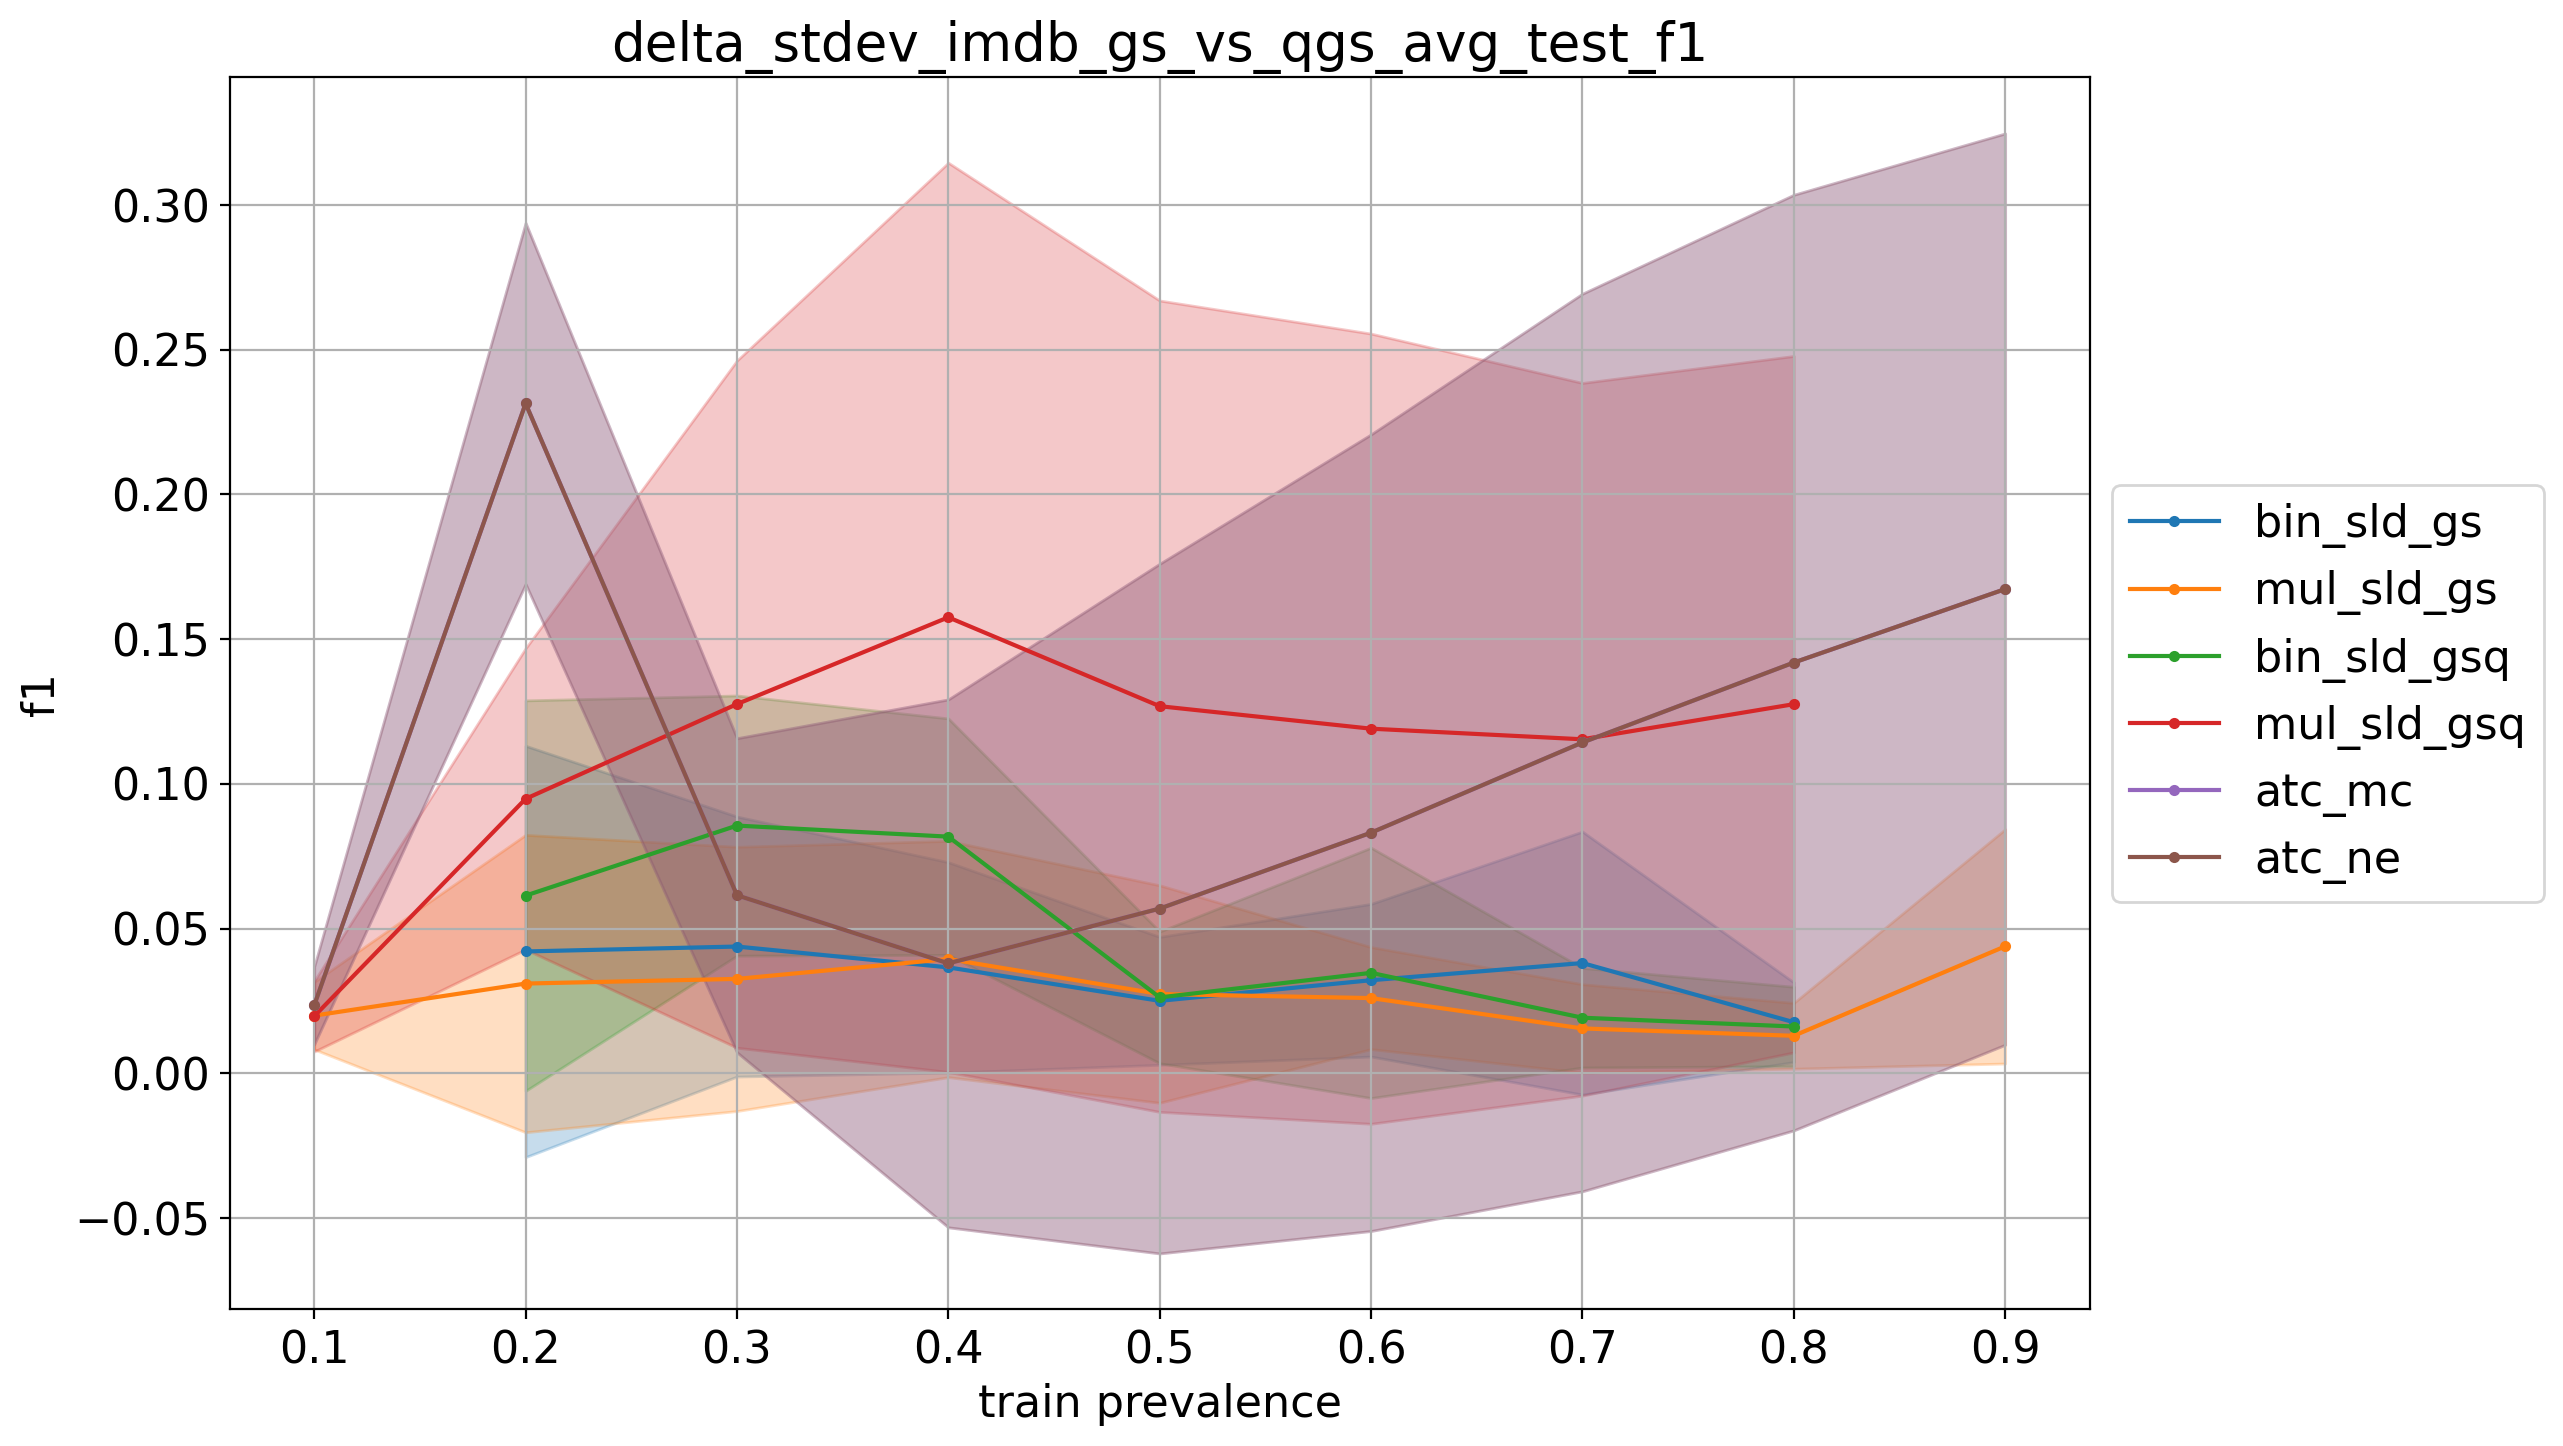 delta_stdev_imdb_gs_vs_qgs_avg_test_f1
0.30
0.25
0.20
0.15
0.10
0.05
0.00
−0.05
f1
0.1 0.2 0.3 0.4 0.5 0.6 0.7 0.8 0.9
train prevalence
bin_sld_gs
mul_sld_gs
bin_sld_gsq
mul_sld_gsq
atc_mc
atc_ne